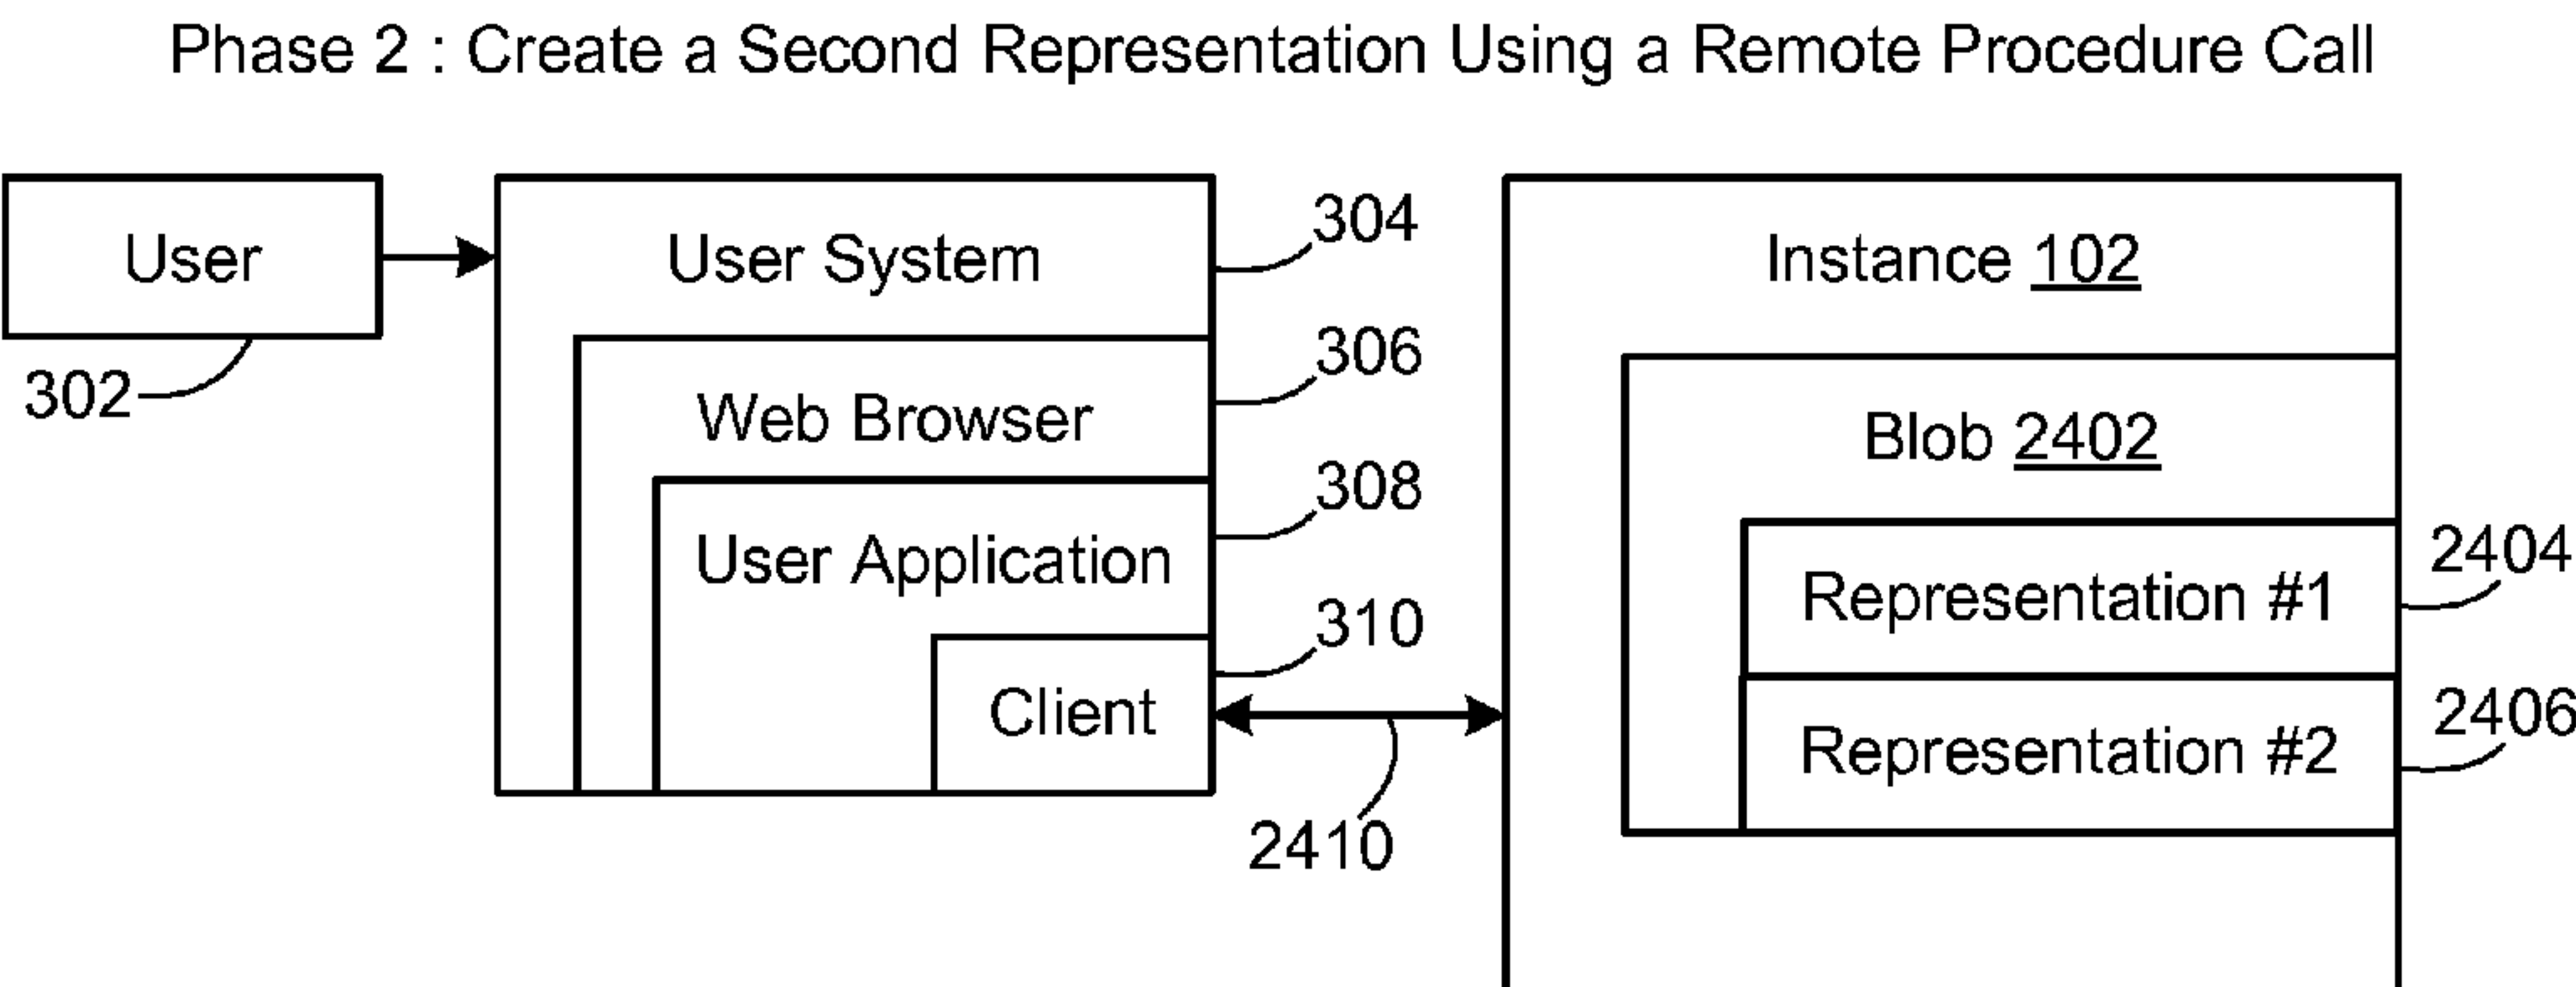 Phase 2 : Create a Second Representation Using a Remote Procedure Call
User
302
User System
304
Web Browser
306
User Application
308
Client
310
2410
Instance 102
Blob 2402
Representation #1
2404
Representation #2
2406